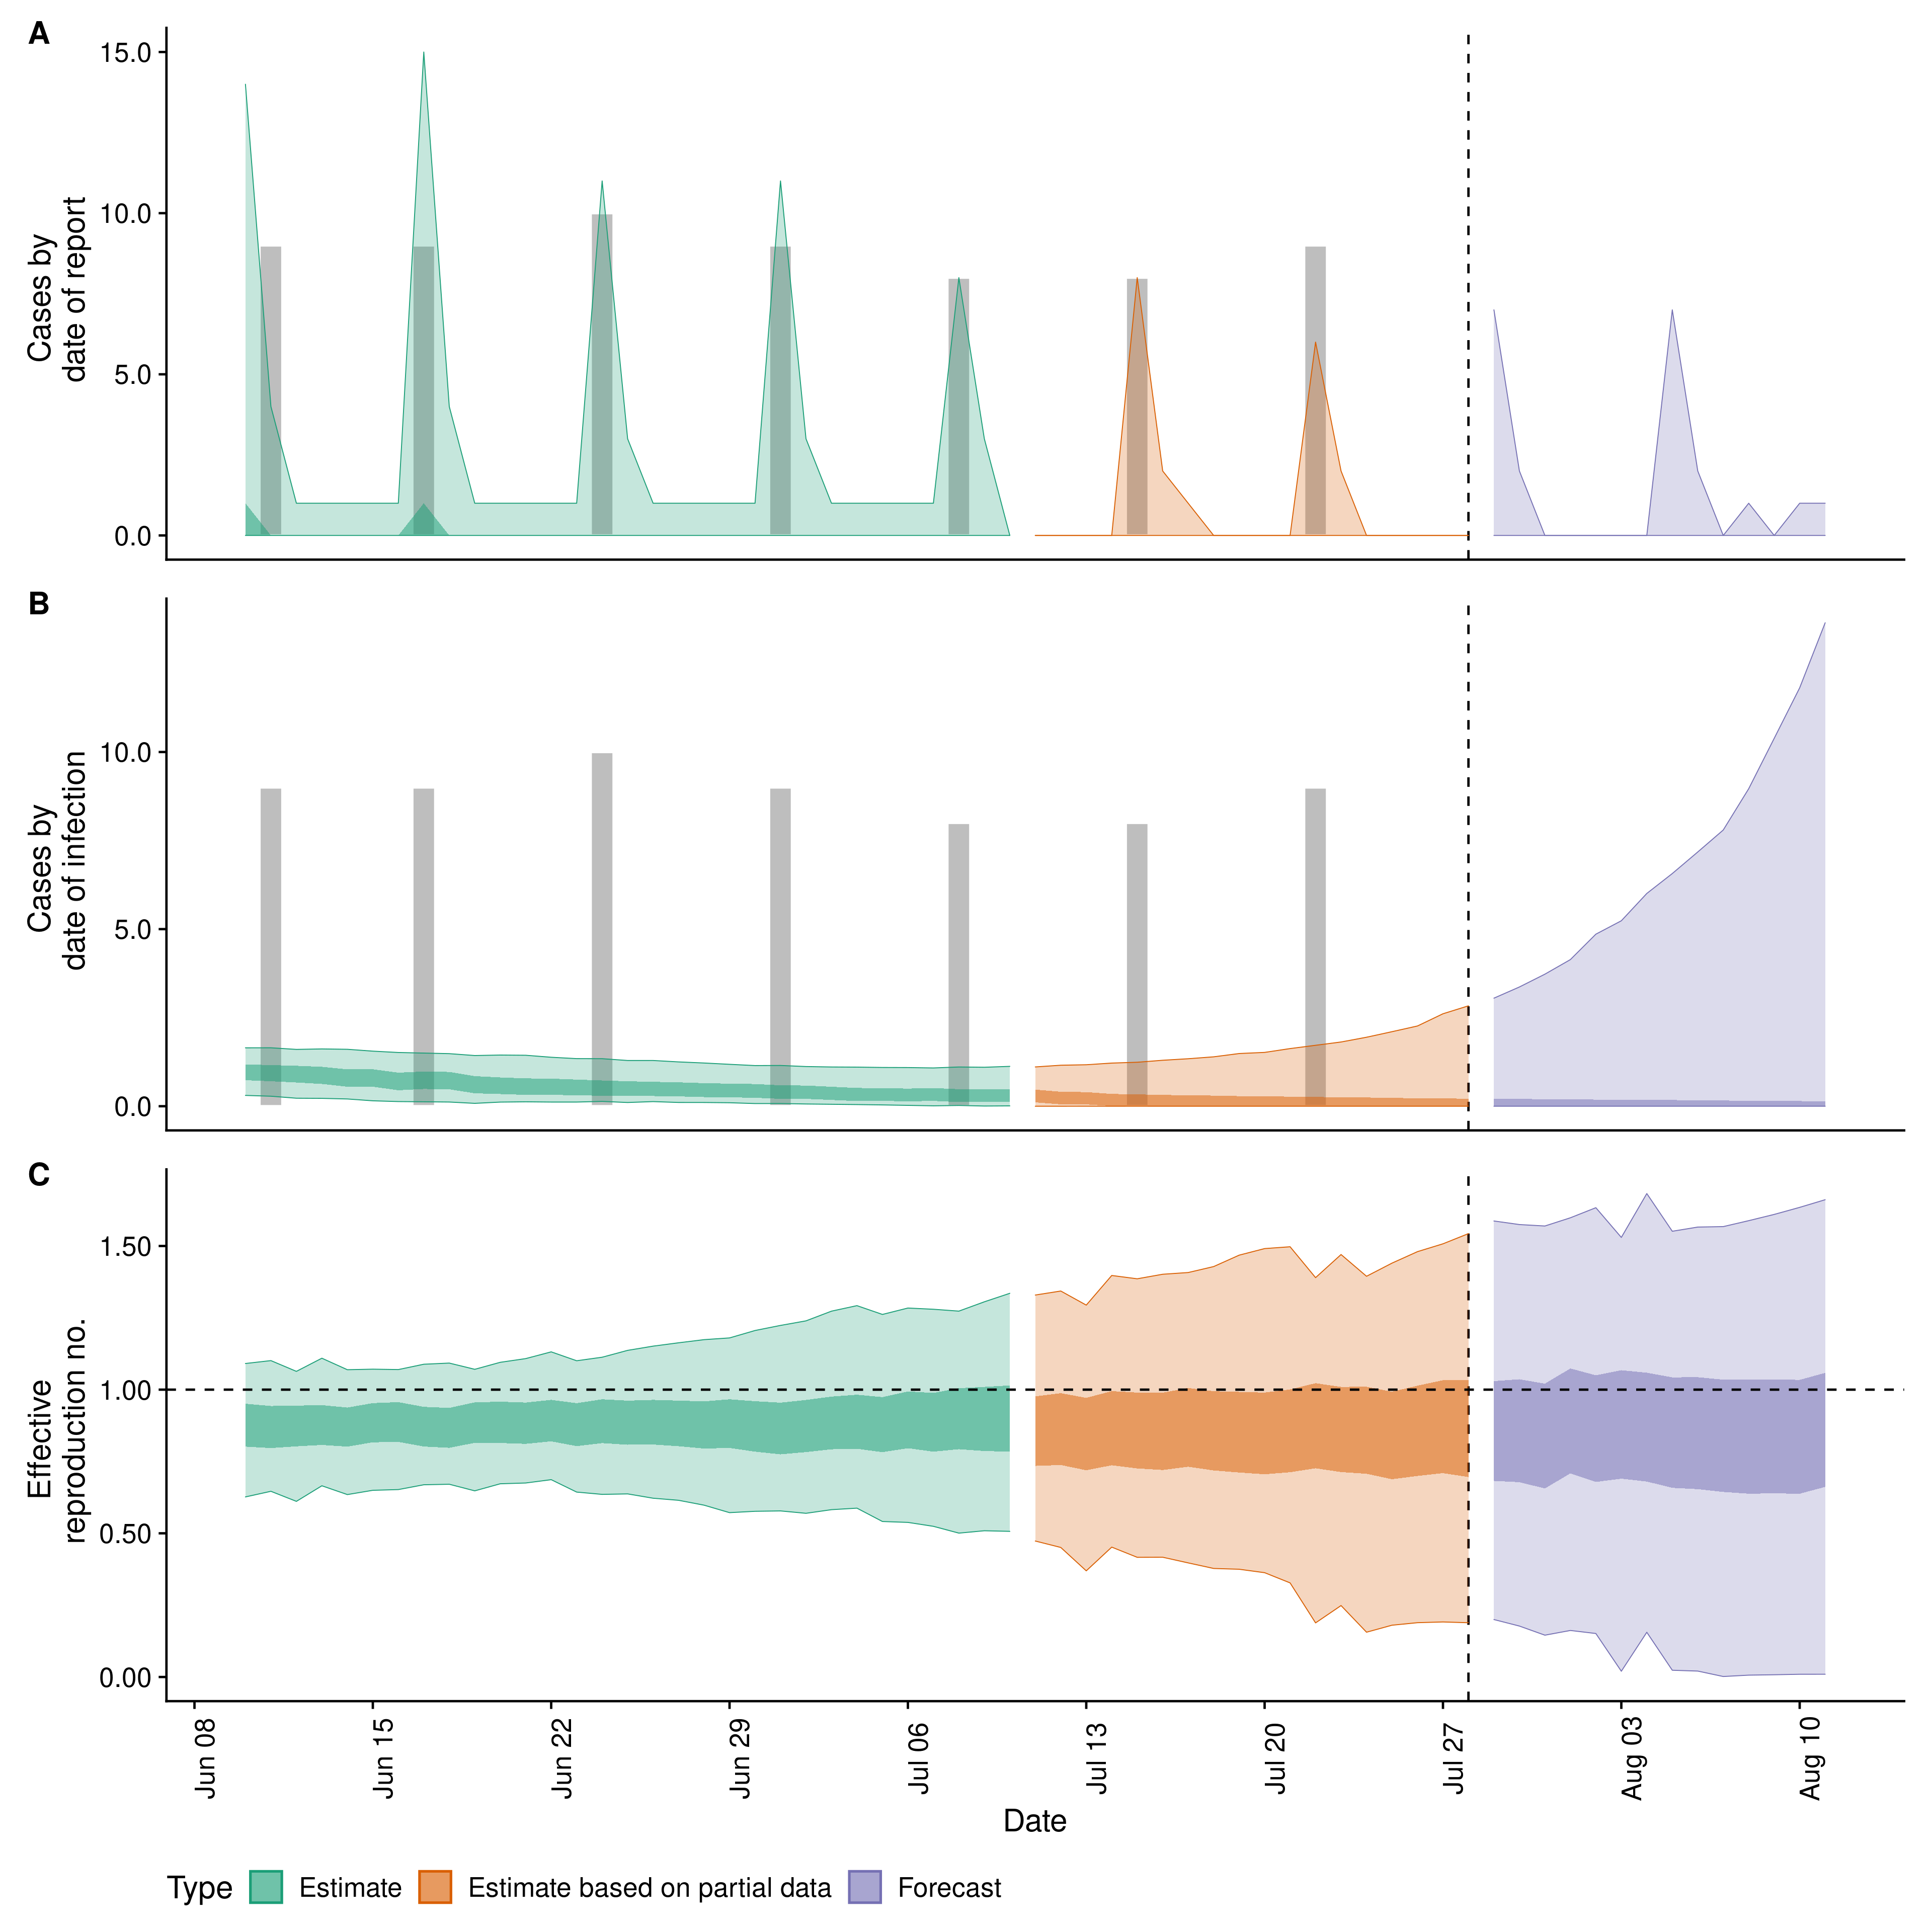 A
Cases by
date of report
15.0
10.0
5.0
0.0
B
Cases by
date of infection
10.0
5.0
0.0
C
Effective
reproduction no.
1.50
1.00
0.50
0.00
Jun 08
Jun 15
Jun 22
Jun 29
Jul 06
Jul 13
Jul 20
Jul 27
Aug 03
Aug 10
Date
Type Estimate Estimate based on partial data Forecast